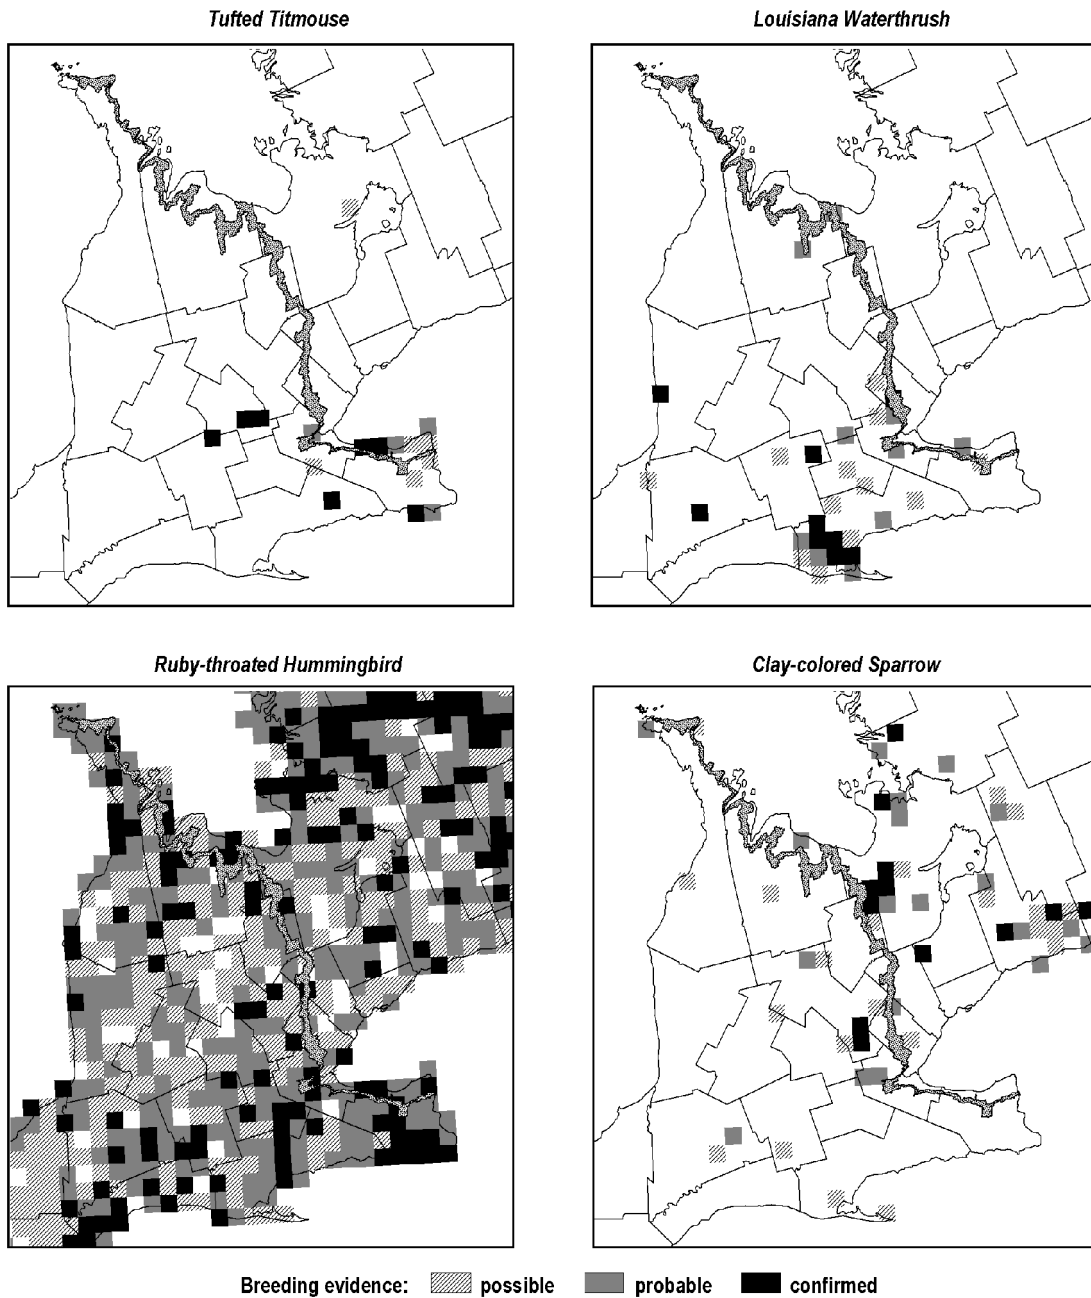 Tufted Titmouse
Louisiana Waterthrush
Ruby-throated Hummingbird
Clay-colored Sparrow
Breeding evidence: possible probable confirmed